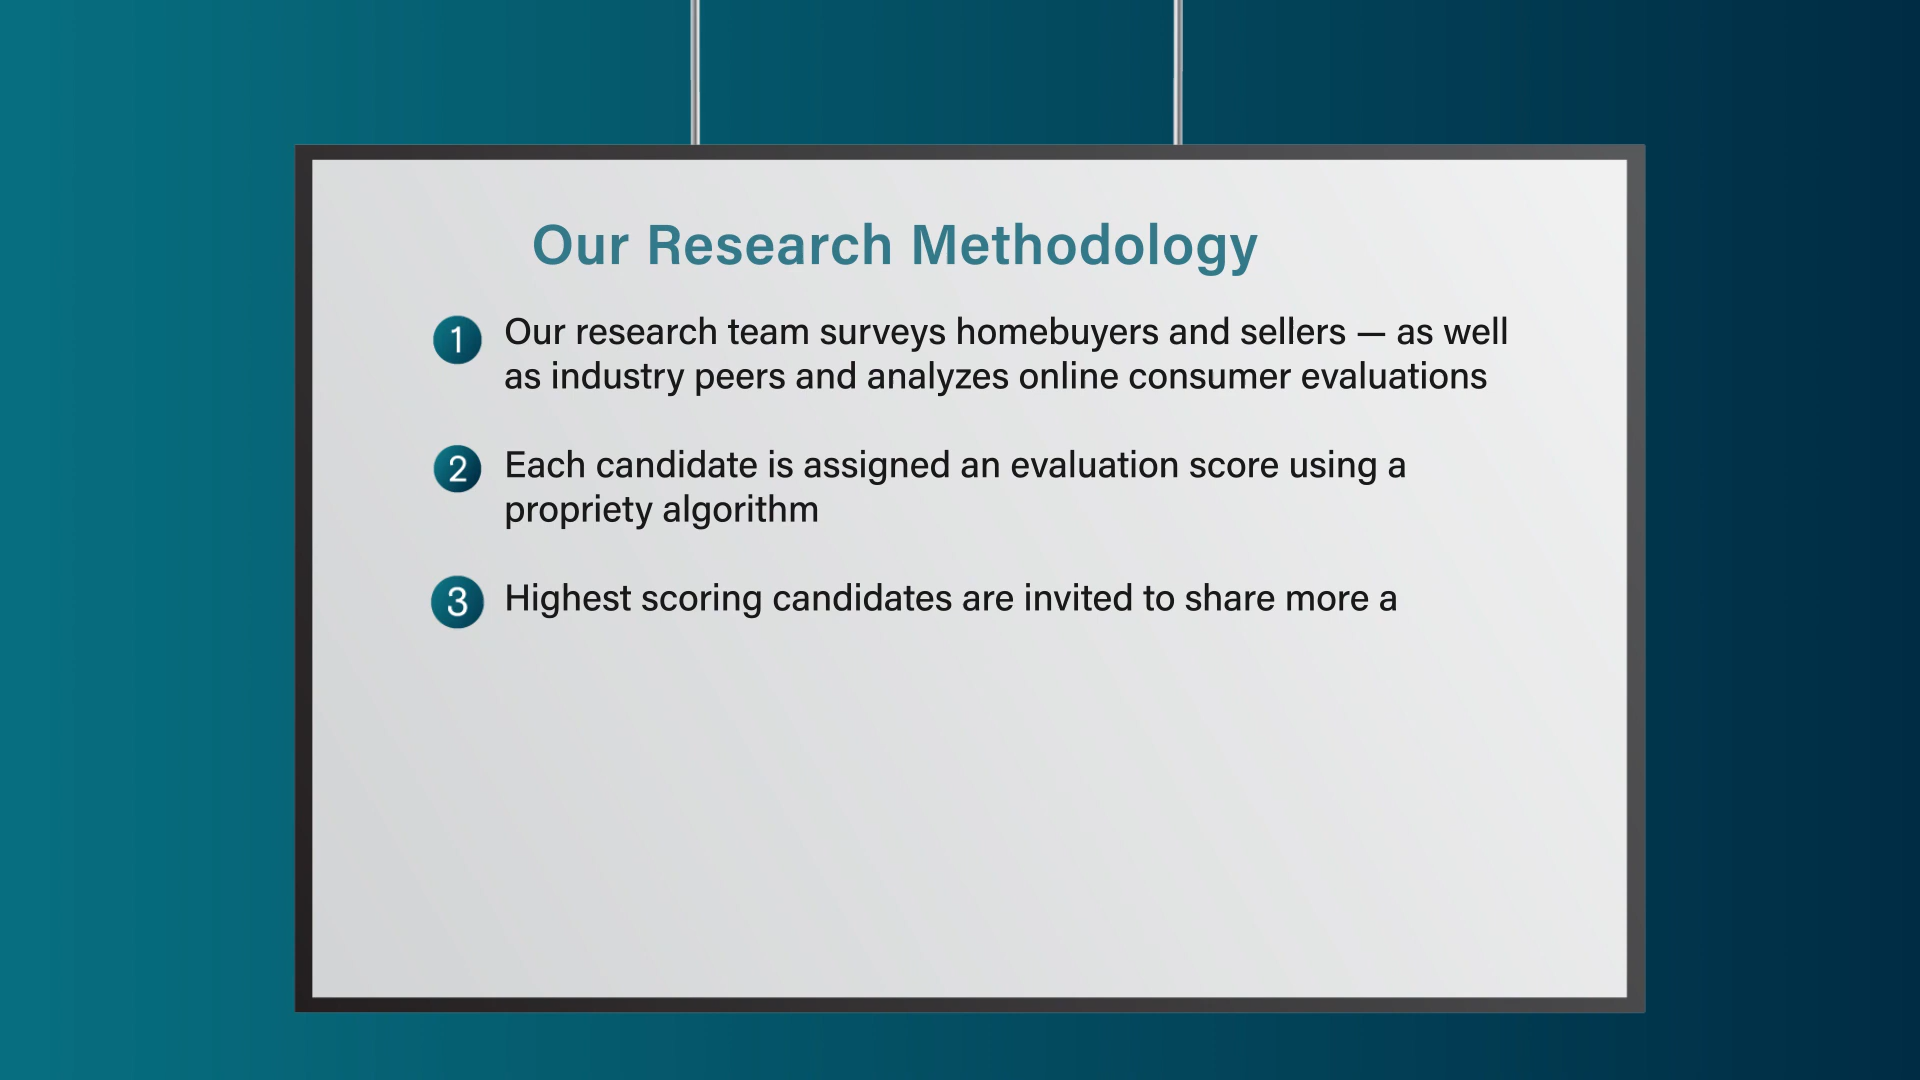 Our Research Methodology
1 Our research team surveys homebuyers and sellers — as well
as industry peers and analyzes online consumer evaluations
2 Each candidate is assigned an evaluation score using a
propriety algorithm
3 Highest scoring candidates are invited to share more a